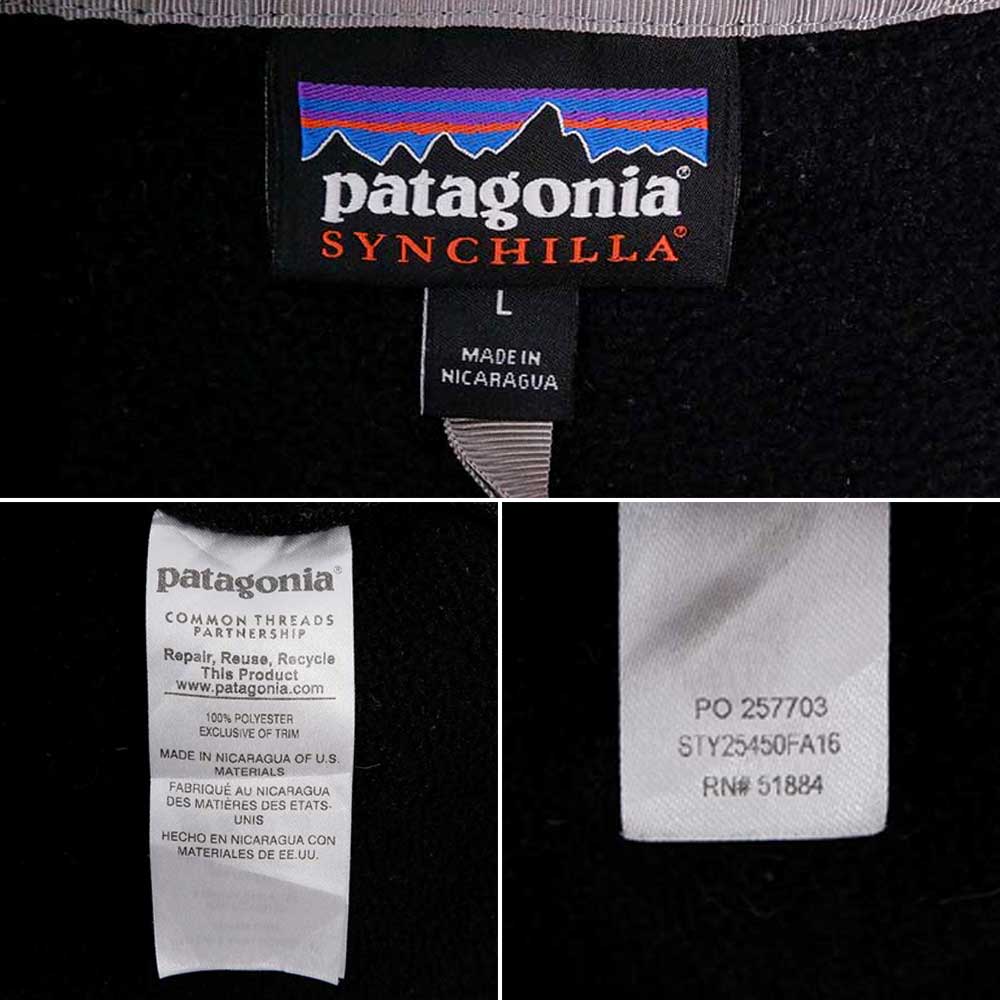 patagonia®
SYNCHILLA®
L
MADE IN
NICARAGUA
patagonia®
COMMON THREADS
PARTNERSHIP
Repair, Reuse, Recycle
This Product
www.patagonia.com
100% POLYESTER
EXCLUSIVE OF TRIM
MADE IN NICARAGUA OF U.S.
MATERIALS
FABRIQUÉ AU NICARAGUA
DES MATIÈRES DES ETATS-
UNIS
HECHO EN NICARAGUA CON
MATERIALES DE EE.UU.
PO 257703
STY25450FA16
RN# 51884